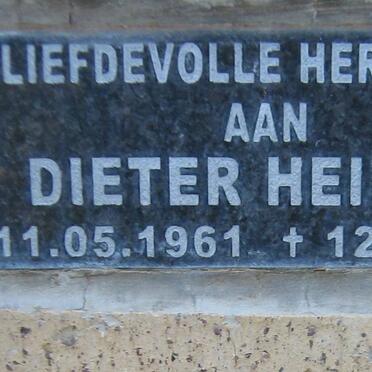 LIEFDEVOLLE HER
AAN
DIETER HEI
11.05.1961 † 12